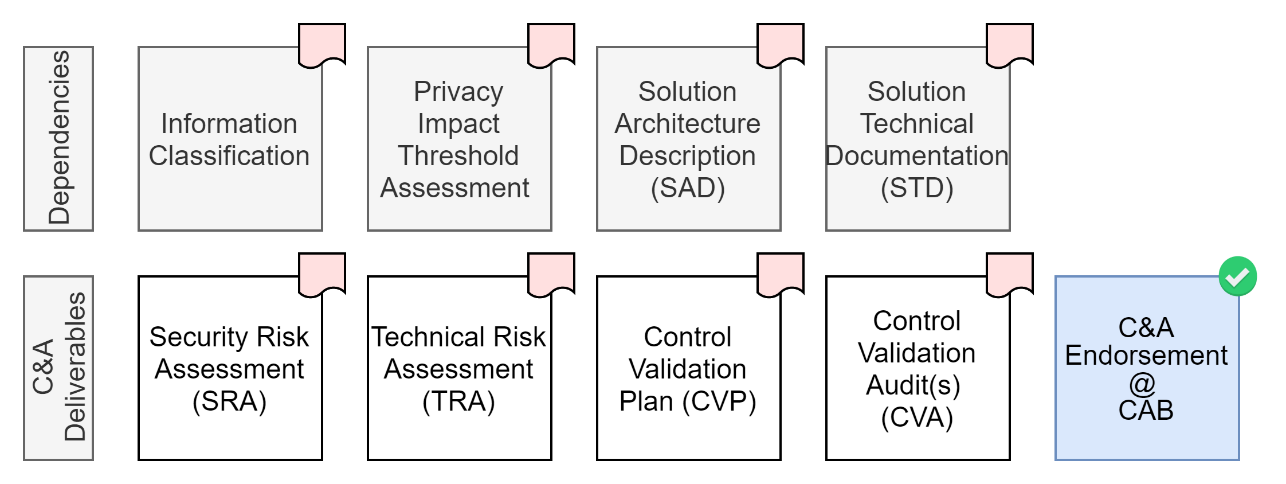 Dependencies
Information
Classification
Privacy
Impact
Threshold
Assessment
Solution
Architecture
Description
(SAD)
Solution
Technical
Documentation
(STD)
C&A
Deliverables
Security Risk
Assessment
(SRA)
Technical Risk
Assessment
(TRA)
Control
Validation
Plan (CVP)
Control
Validation
Audit(s)
(CVA)
C&A
Endorsement
@
CAB